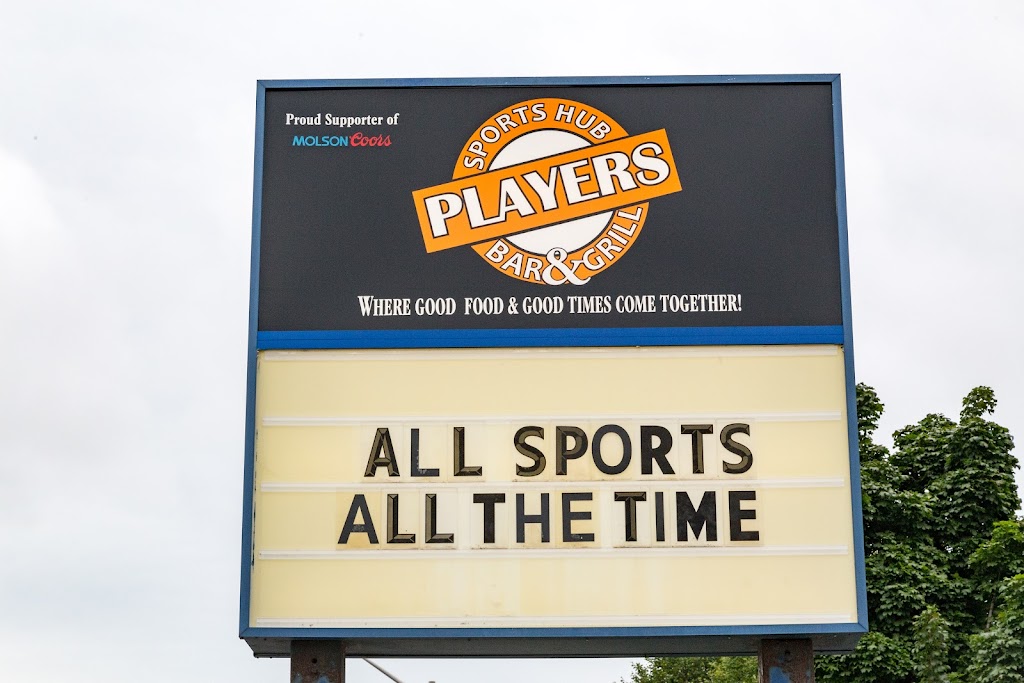 Proud Supporter of
MOLSON Coors
SPORTS HUB
PLAYERS
BAR & GRILL
WHERE GOOD FOOD & GOOD TIMES COME TOGETHER!
ALL SPORTS
ALL THE TIME